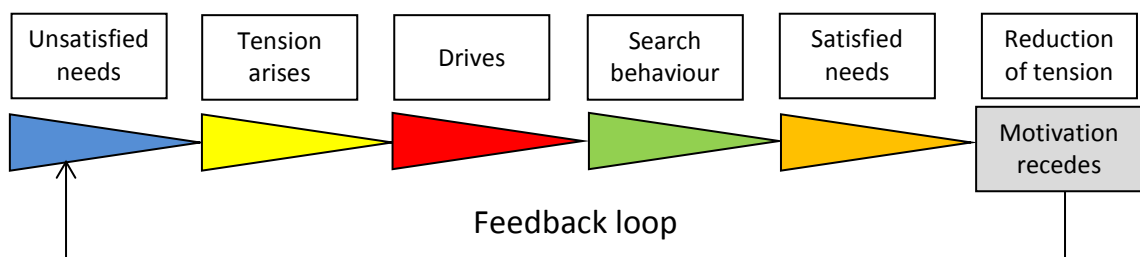 Unsatisfied
needs
Tension
arises
Drives
Search
behaviour
Satisfied
needs
Reduction
of tension
Motivation
recedes
Feedback loop